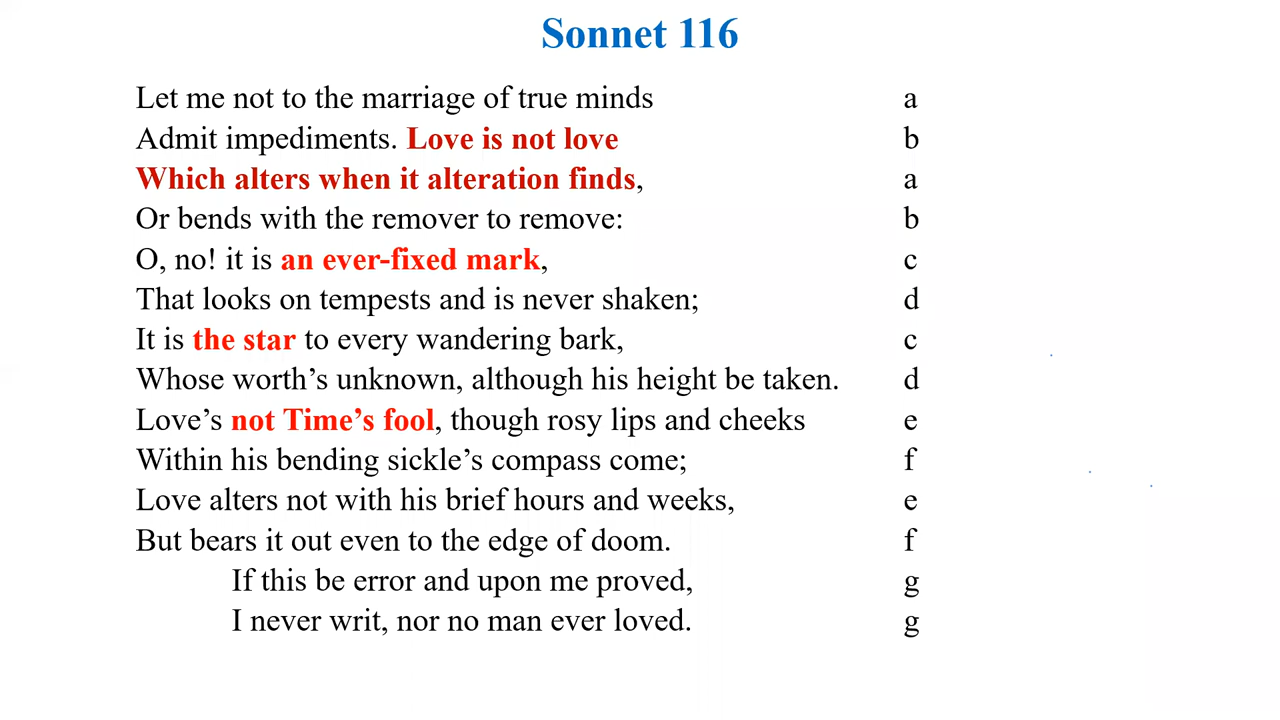 Sonnet 116
Let me not to the marriage of true minds a
Admit impediments. Love is not love b
Which alters when it alteration finds, a
Or bends with the remover to remove: b
O, no! it is an ever-fixed mark, c
That looks on tempests and is never shaken; d
It is the star to every wandering bark, c
Whose worth’s unknown, although his height be taken. d
Love’s not Time’s fool, though rosy lips and cheeks e
Within his bending sickle’s compass come; f
Love alters not with his brief hours and weeks, e
But bears it out even to the edge of doom. f
If this be error and upon me proved, g
I never writ, nor no man ever loved. g